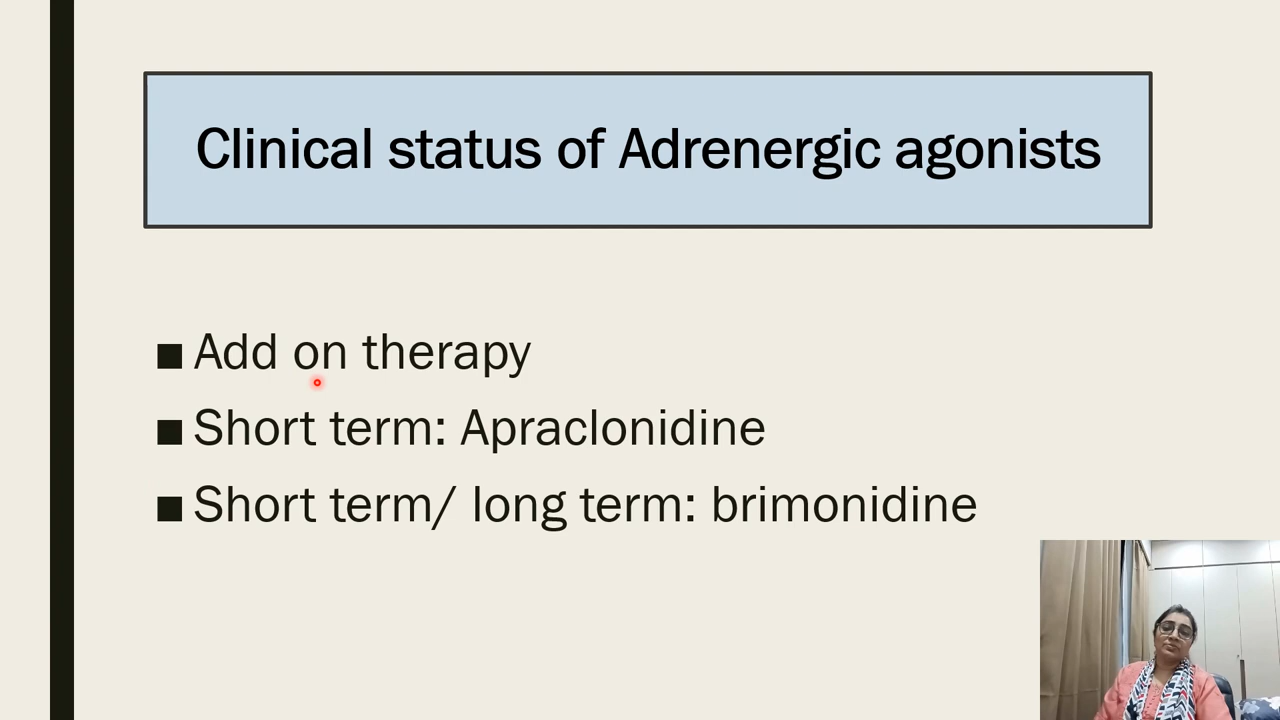 Clinical status of Adrenergic agonists
■ Add on therapy
■ Short term: Apraclonidine
■ Short term/ long term: brimonidine